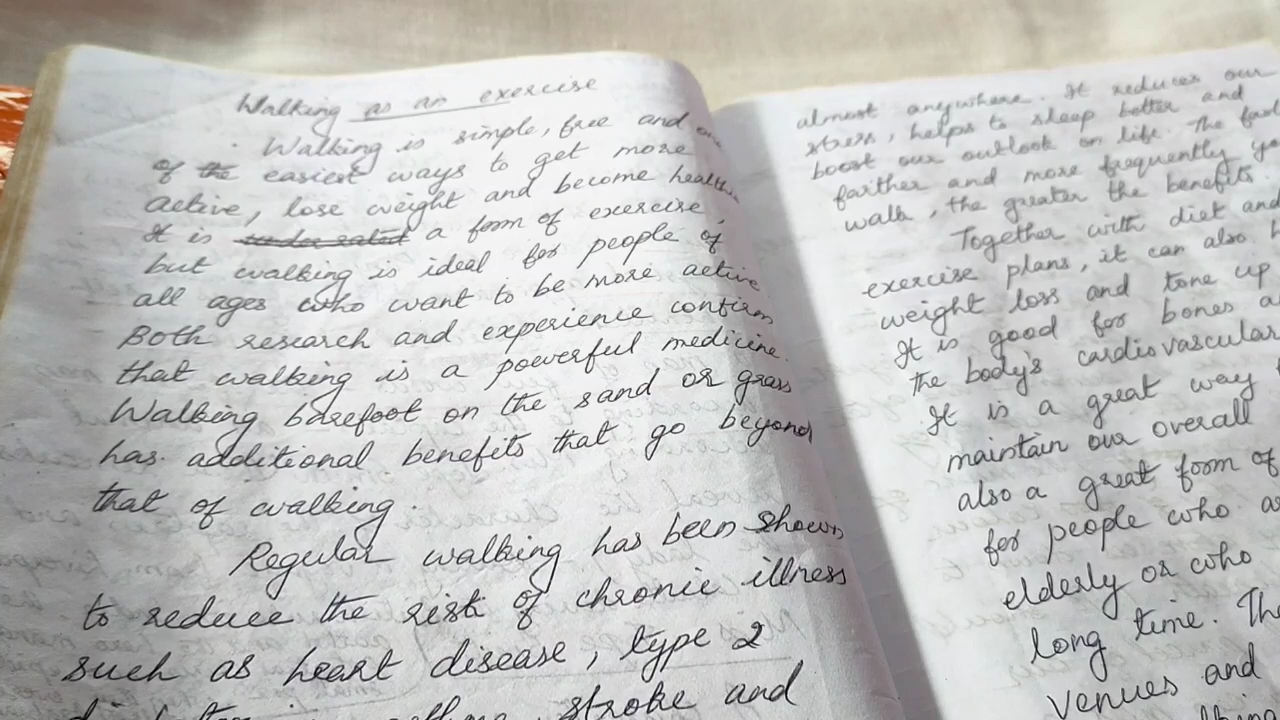 Walking as an exercise
Walking is simple, free and one
of the easiest ways to get more
active, lose weight and become
It is a form of exercise,
but walking is ideal for people of
all ages who want to be more active.
Both research and experience confirm
that walking is a powerful medicine.
Walking barefoot on the sand or grass
has additional benefits that go beyond
that of walking.
Regular walking has been shown
to reduce the risk of chronic illness
such as heart disease, type 2
stroke and
almost anywhere. It reduces our
stress, helps to sleep better and
boost our outlook on life. The
farther and more frequently
walk, the greater the benefits.
Together with diet and
exercise plans, it can also
weight loss and tone up
It is good for bones
the body's cardiovascular
It is a great way
maintain our overall
also a great form of
for people who
elderly or who
long time.
venues and